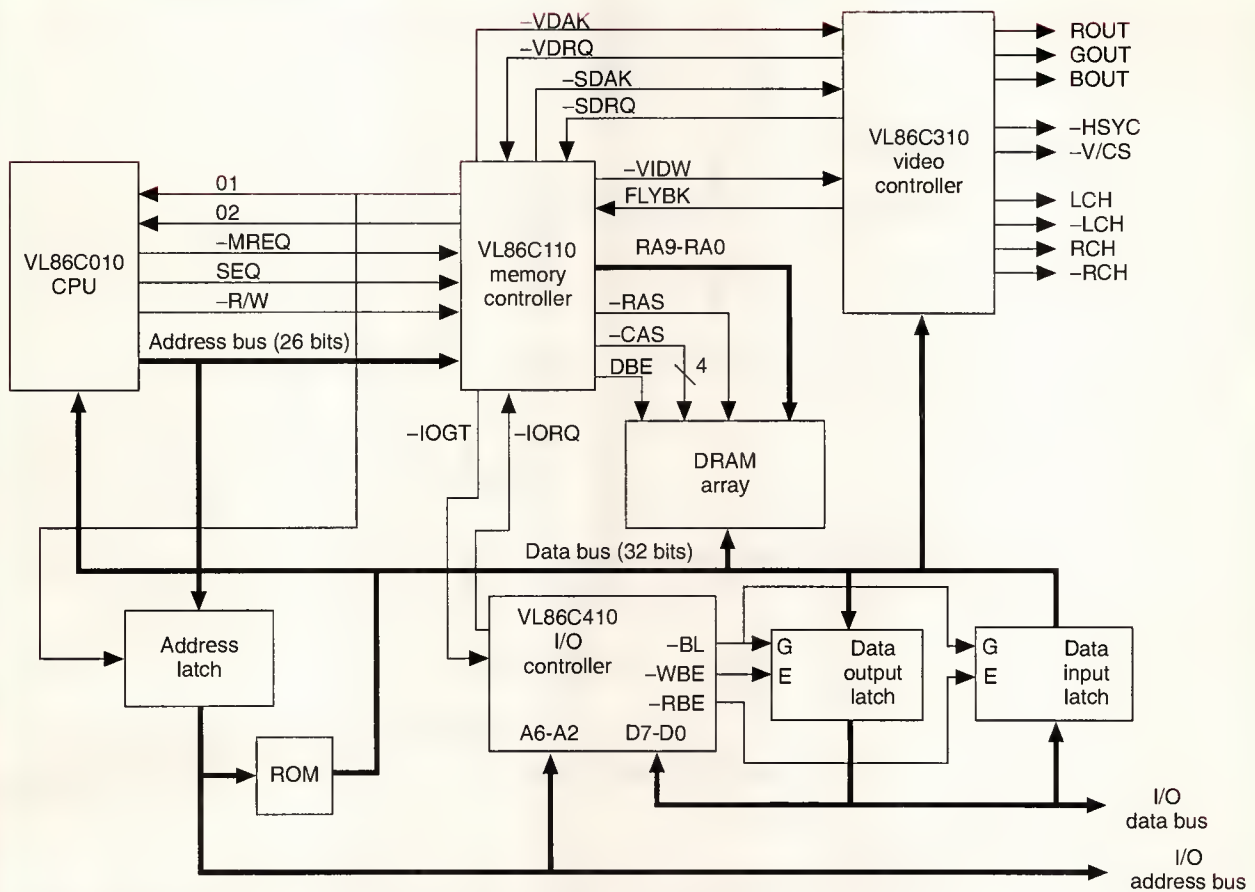 –VDAK
–VDRQ
–SDAK
–SDRQ
ROUT
GOUT
BOUT
–HSYC
–V/CS
LCH
–LCH
RCH
–RCH
VL86C310
video
controller
–VIDW
FLYBK
01
02
–MREQ
SEQ
–R/W
Address bus (26 bits)
VL86C010
CPU
VL86C110
memory
controller
RA9-RA0
–RAS
–CAS
DBE
4
–IOGT
–IORQ
DRAM
array
Data bus (32 bits)
Address
latch
VL86C410
I/O
controller
–BL
–WBE
–RBE
A6-A2
D7-D0
G
E
Data
output
latch
G
E
Data
input
latch
ROM
I/O
data bus
I/O
address bus